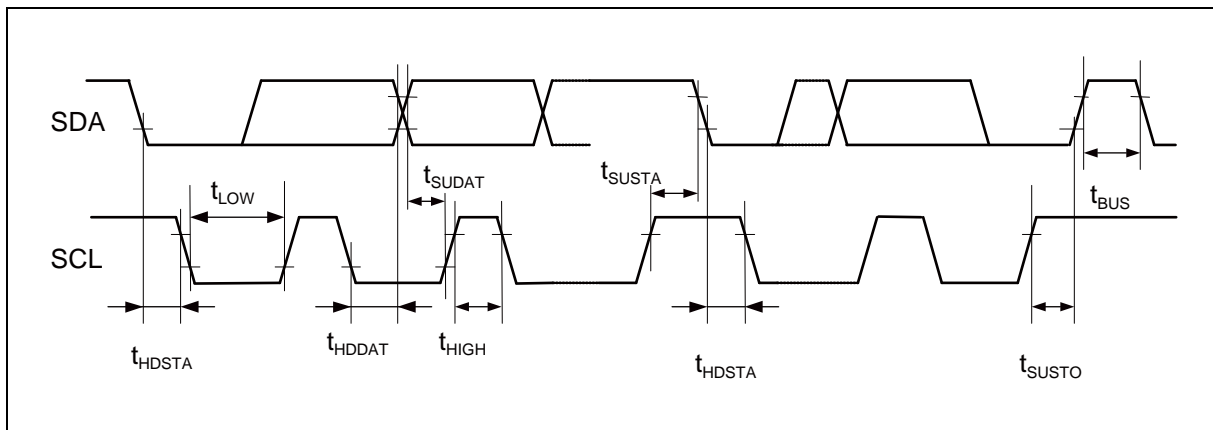 SDA
tSUDAT
tSUSTA
tLOW
tBUS
SCL
tHDSTA
tHDDAT
tHIGH
tHDSTA
tSUSTO